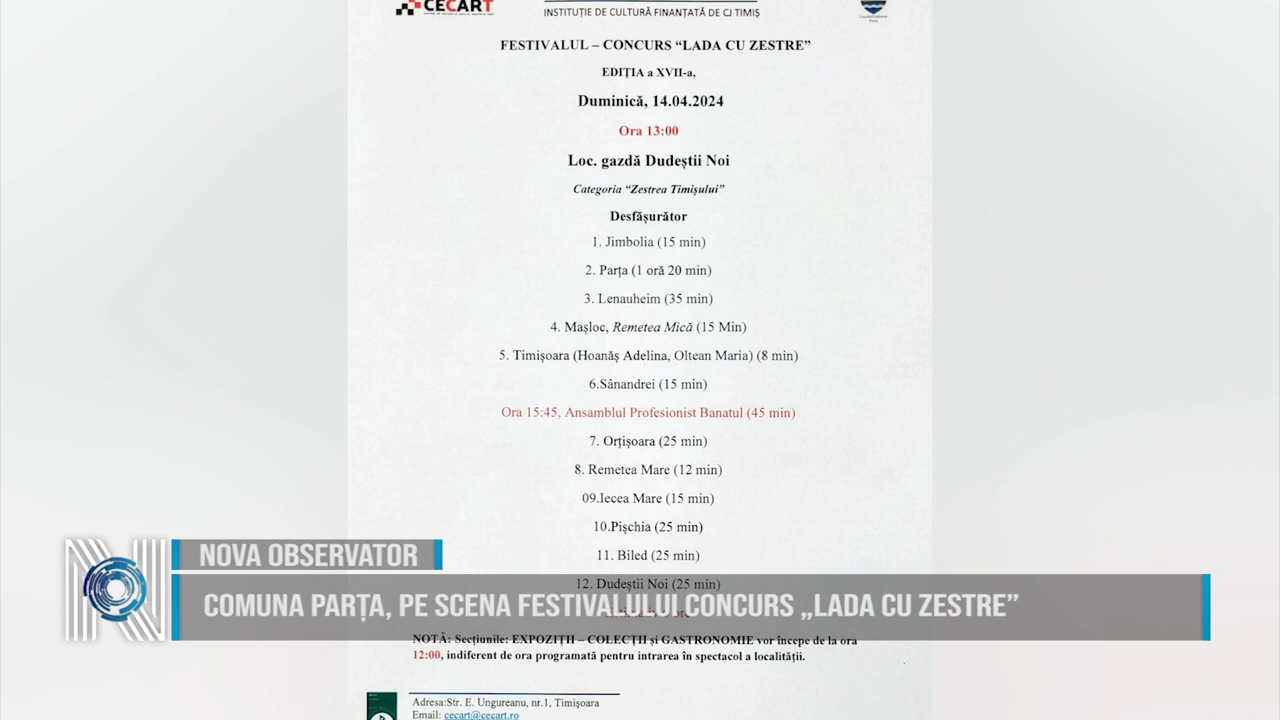 CECART
INSTITUȚIE DE CULTURĂ FINANȚATĂ DE CJ TIMIȘ
FESTIVALUL – CONCURS “LADA CU ZESTRE”
EDIȚIA a XVII-a,
Duminică, 14.04.2024
Ora 13:00
Loc. gazdă Dudeștii Noi
Categoria “Zestrea Timișului”
Desfășurător
1. Jimbolia (15 min)
2. Parța (1 oră 20 min)
3. Lenauheim (35 min)
4. Mașloc, Remetea Mică (15 Min)
5. Timișoara (Hoanăș Adelina, Oltean Maria) (8 min)
6.Sânandrei (15 min)
Ora 15:45, Ansamblul Profesionist Banatul (45 min)
7. Orțișoara (25 min)
8. Remetea Mare (12 min)
09.Iecea Mare (15 min)
10.Pișchia (25 min)
11. Biled (25 min)
12. Dudeștii Noi (25 min)
NOVA OBSERVATOR
COMUNA PARȚA, PE SCENA FESTIVALULUI CONCURS „LADA CU ZESTRE”
NOTĂ: Secțiunile: EXPOZIȚII – COLECȚII și GASTRONOMIE vor începe de la ora
12:00, indiferent de ora programată pentru intrarea în spectacol a localității.
Adresa:Str. E. Ungureanu, nr.1, Timișoara
Email: cecart@cecart.ro